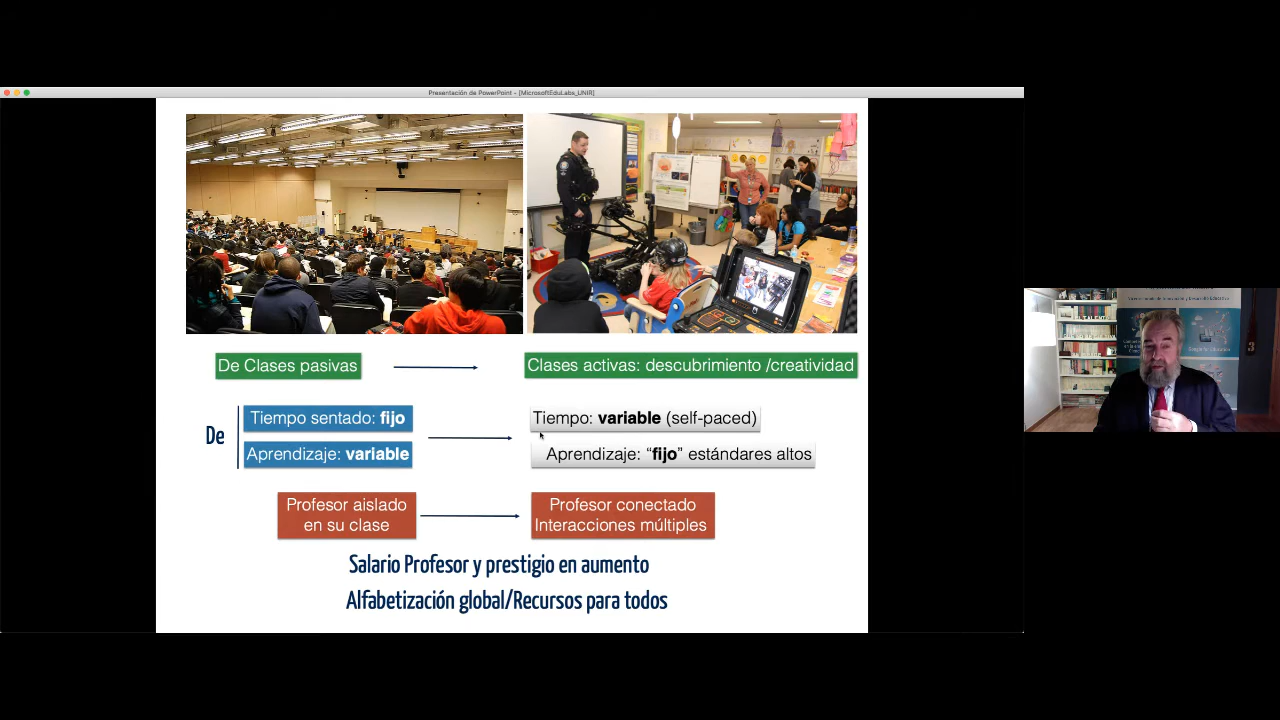 Presentación de PowerPoint - [MicrosoftEduLabs_UNIR]
De Clases pasivas
Clases activas: descubrimiento /creatividad
De
Tiempo sentado: fijo
Tiempo: variable (self-paced)
Aprendizaje: variable
Aprendizaje: “fijo” estándares altos
Profesor aislado
en su clase
Profesor conectado
Interacciones múltiples
Salario Profesor y prestigio en aumento
Alfabetización global/Recursos para todos